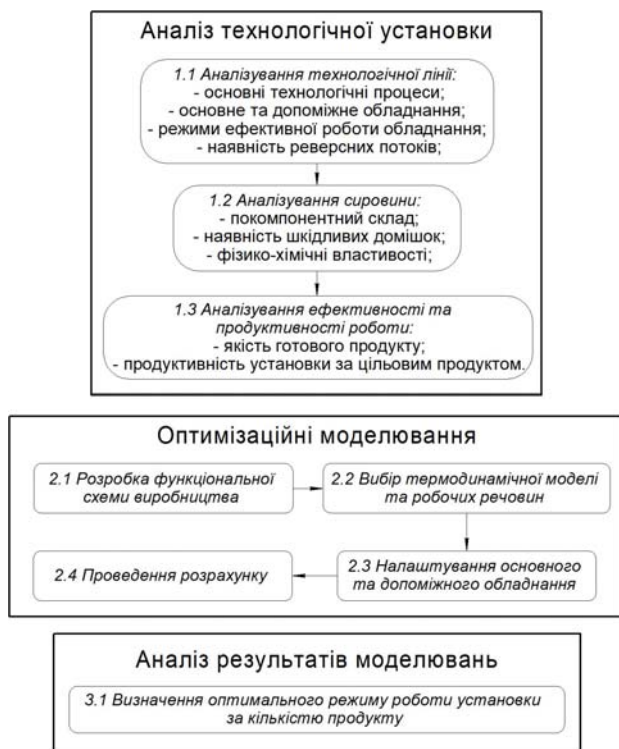 Аналіз технологічної установки
1.1 Аналізування технологічної лінії:
- основні технологічні процеси;
- основне та допоміжне обладнання;
- режими ефективної роботи обладнання;
- наявність реверсних потоків;
1.2 Аналізування сировини:
- покомпонентний склад;
- наявність шкідливих домішок;
- фізико-хімічні властивості;
1.3 Аналізування ефективності та
продуктивності роботи:
- якість готового продукту;
- продуктивність установки за цільовим продуктом.
Оптимізаційні моделювання
2.1 Розробка функціональної
схеми виробництва
2.2 Вибір термодинамічної моделі
та робочих речовин
2.3 Налаштування основного
та допоміжного обладнання
2.4 Проведення розрахунку
Аналіз результатів моделювань
3.1 Визначення оптимального режиму роботи установки
за кількістю продукту